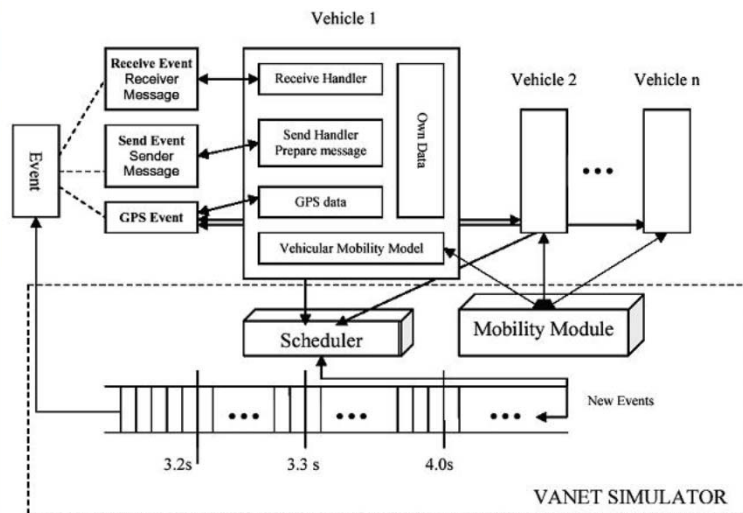 Vehicle 1
Receive Event
Receiver
Message
Receive Handler
Vehicle 2
Vehicle n
Event
Send Event
Sender
Message
Send Handler
Prepare message
Own Data
GPS Event
GPS data
Vehicular Mobility Model
Scheduler
Mobility Module
New Events
3.2s
3.3 s
4.0s
VANET SIMULATOR